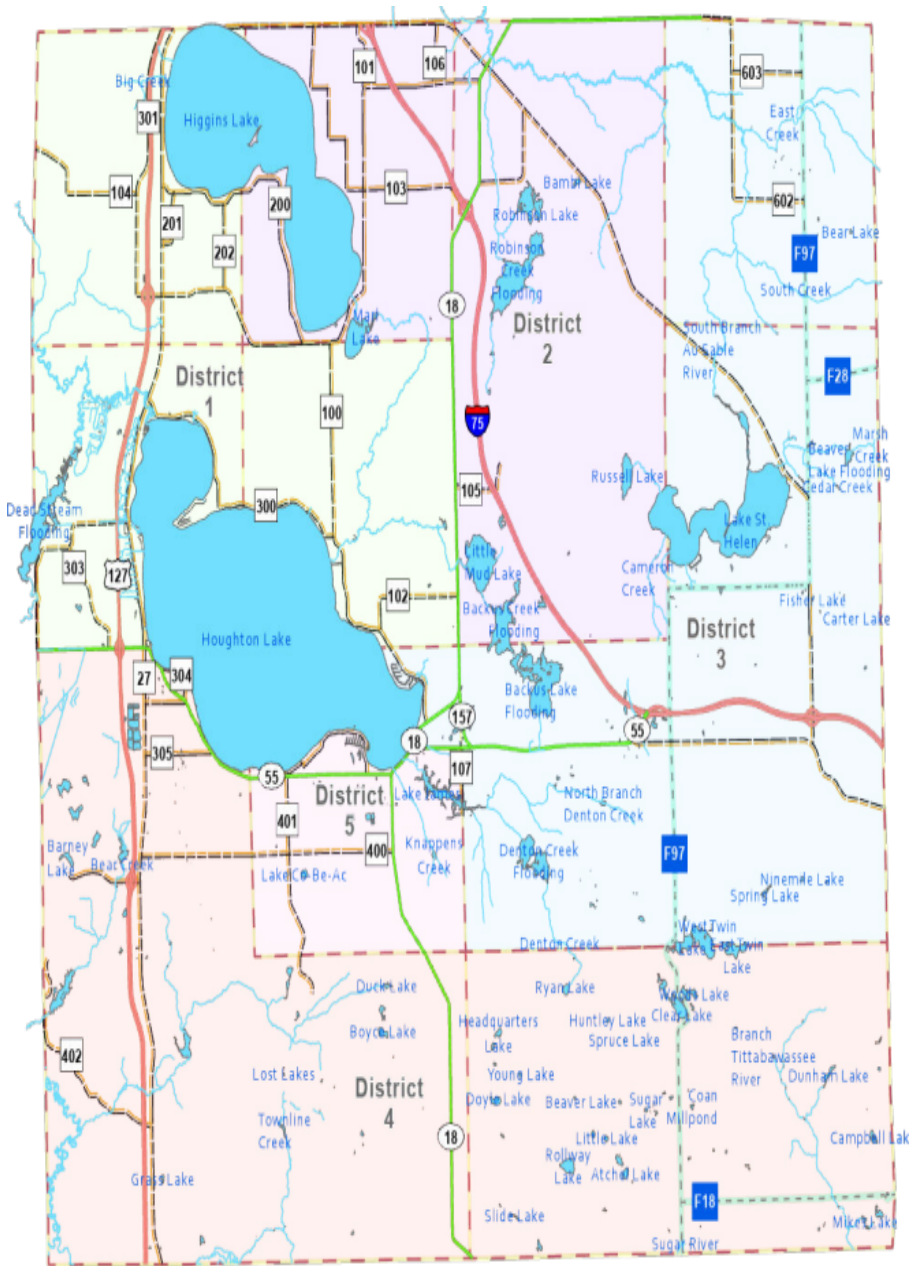 101
106
603
Big Creek
301
East
Creek
Higgins Lake
104
103
Bambi Lake
200
602
201
Robinson Lake
202
Bear Lake
Robinson
Creek
Flooding
F97
South Creek
18
Marl
Lake
District
2
South Branch
Au Sable
River
District
1
F28
100
75
Marsh
Creek
Beaver
Lake Flooding
Russell Lake
Cedar Creek
105
300
Dead Stream
Flooding
Lake St.
Helen
Little
Mud Lake
303
127
Cameron
Creek
102
Fisher Lake
Carter Lake
Backus Creek
Flooding
Houghton Lake
District
3
27
304
Backus Lake
Flooding
157
55
18
305
107
55
District
5
Lake James
North Branch
Denton Creek
401
400
Knappens
Creek
Barney
Lake
Bear Creek
Denton Creek
Flooding
F97
Lake Co-Be-Ac
Ninemile Lake
Spring Lake
West Twin
Lake
East Twin
Lake
Denton Creek
Duck Lake
Ryan Lake
Woods Lake
Clear Lake
Headquarters
Lake
Huntley Lake
Spruce Lake
Boyce Lake
402
Branch
Tittabawassee
River
Lost Lakes
Young Lake
Dunham Lake
District
4
Doyle Lake
Beaver Lake
Sugar
Lake
Coan
Millpond
Townline
Creek
18
Little Lake
Campbell Lak
Rollway
Lake
Atchol Lake
Grass Lake
F18
Slide Lake
Mikes Lake
Sugar River